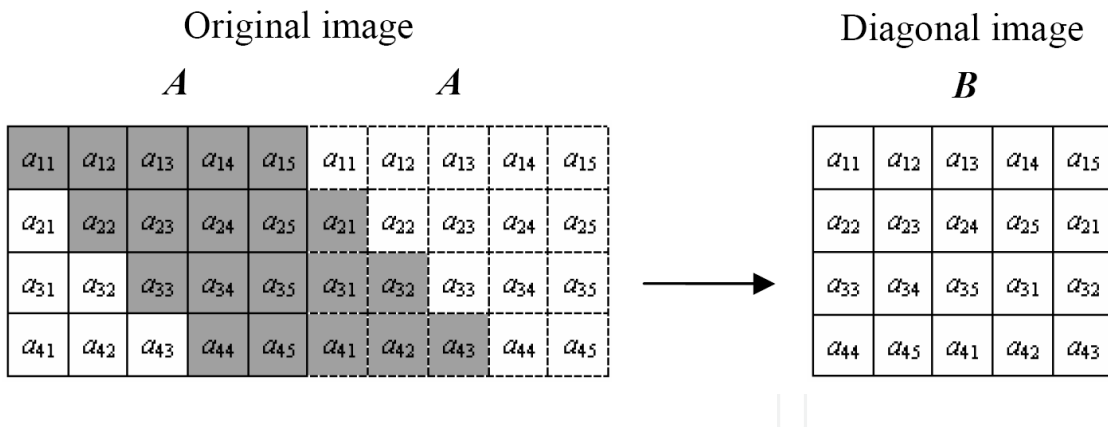 Original image Diagonal image
A A B
a11 a12 a13 a14 a15 a11 a12 a13 a14 a15 a11 a12 a13 a14 a15
a21 a22 a23 a24 a25 a21 a22 a23 a24 a25 a22 a23 a24 a25 a21
a31 a32 a33 a34 a35 a31 a32 a33 a34 a35 a33 a34 a35 a31 a32
a41 a42 a43 a44 a45 a41 a42 a43 a44 a45 a44 a45 a41 a42 a43